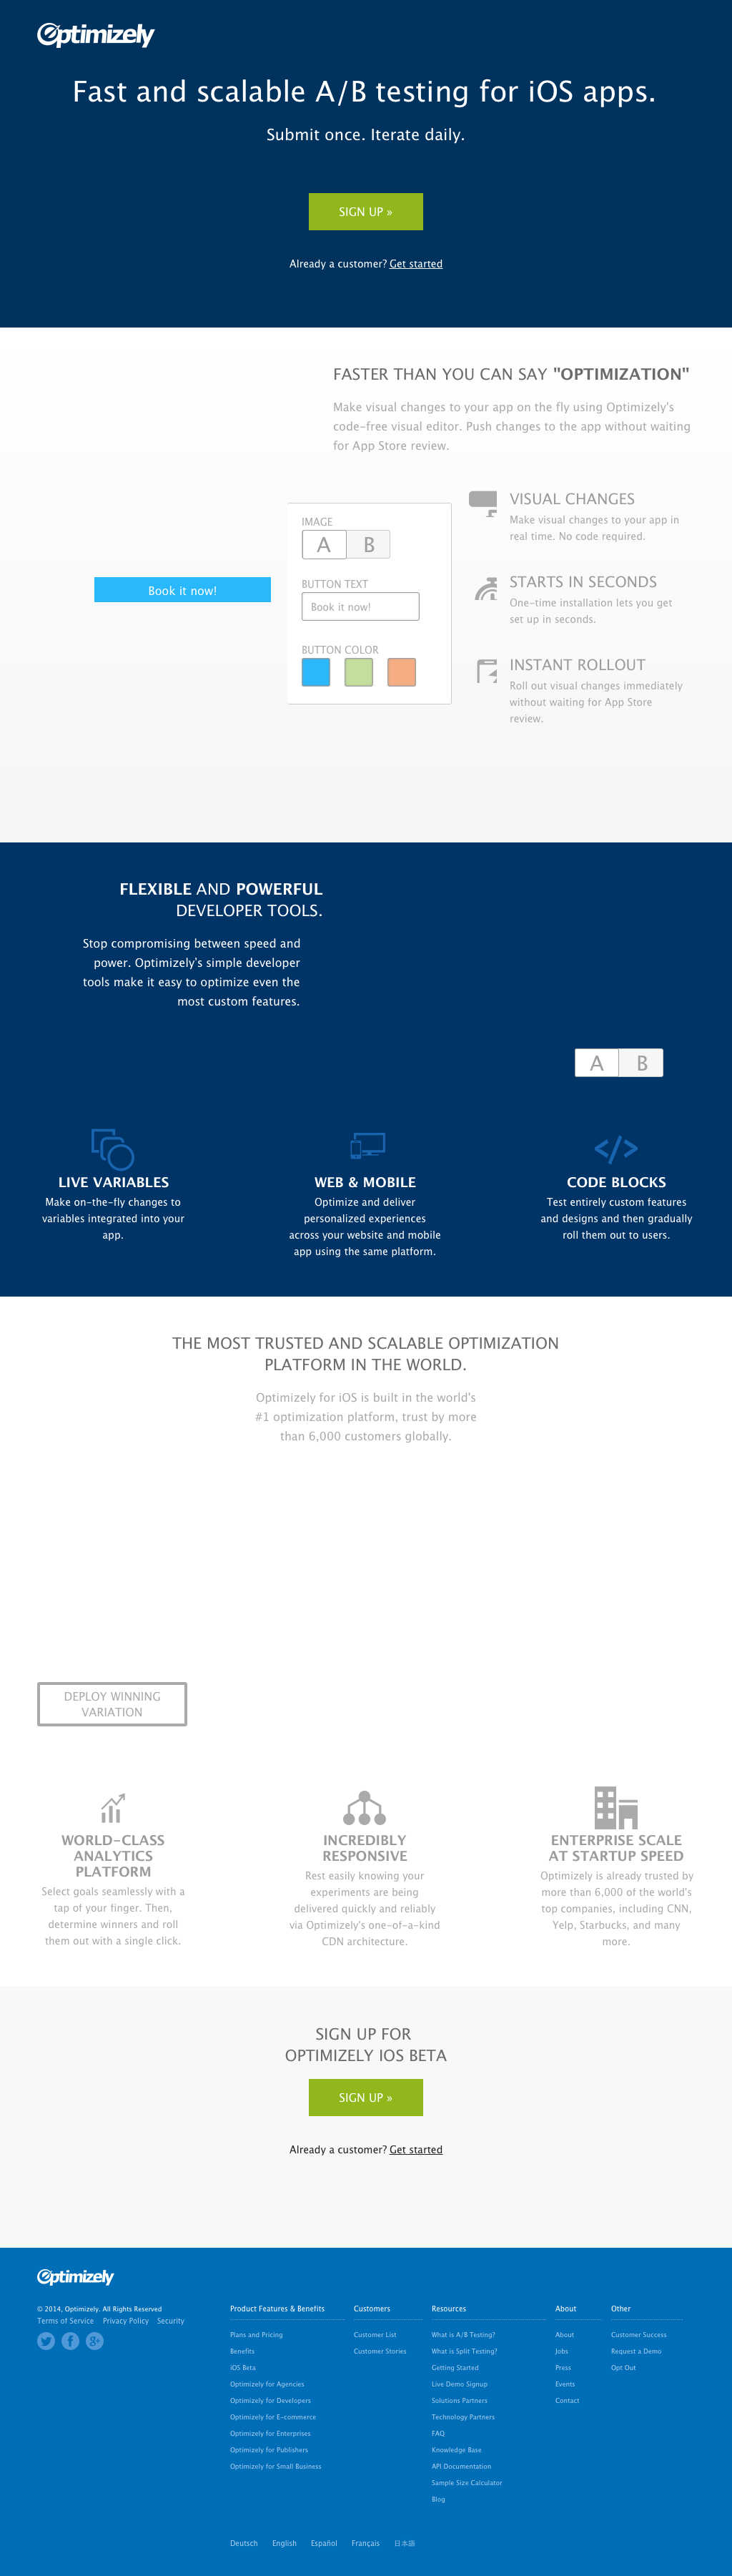 Optimizely
Fast and scalable A/B testing for iOS apps.
Submit once. Iterate daily.
SIGN UP »
Already a customer? Get started
FASTER THAN YOU CAN SAY "OPTIMIZATION"
Make visual changes to your app on the fly using Optimizely's
code-free visual editor. Push changes to the app without waiting
for App Store review.
Book it now!
IMAGE
A B
BUTTON TEXT
Book it now!
BUTTON COLOR
VISUAL CHANGES
Make visual changes to your app in
real time. No code required.
STARTS IN SECONDS
One-time installation lets you get
set up in seconds.
INSTANT ROLLOUT
Roll out visual changes immediately
without waiting for App Store
review.
FLEXIBLE AND POWERFUL
DEVELOPER TOOLS.
Stop compromising between speed and
power. Optimizely's simple developer
tools make it easy to optimize even the
most custom features.
A B
LIVE VARIABLES
Make on-the-fly changes to
variables integrated into your
app.
WEB & MOBILE
Optimize and deliver
personalized experiences
across your website and mobile
app using the same platform.
</>
CODE BLOCKS
Test entirely custom features
and designs and then gradually
roll them out to users.
THE MOST TRUSTED AND SCALABLE OPTIMIZATION
PLATFORM IN THE WORLD.
Optimizely for iOS is built in the world's
#1 optimization platform, trust by more
than 6,000 customers globally.
DEPLOY WINNING
VARIATION
WORLD-CLASS
ANALYTICS
PLATFORM
Select goals seamlessly with a
tap of your finger. Then,
determine winners and roll
them out with a single click.
INCREDIBLY
RESPONSIVE
Rest easily knowing your
experiments are being
delivered quickly and reliably
via Optimizely's one-of-a-kind
CDN architecture.
ENTERPRISE SCALE
AT STARTUP SPEED
Optimizely is already trusted by
more than 6,000 of the world's
top companies, including CNN,
Yelp, Starbucks, and many
more.
SIGN UP FOR
OPTIMIZELY IOS BETA
SIGN UP »
Already a customer? Get started
Optimizely
© 2014, Optimizely. All Rights Reserved
Terms of Service Privacy Policy Security
Product Features & Benefits
Plans and Pricing
Benefits
iOS Beta
Optimizely for Agencies
Optimizely for Developers
Optimizely for E-commerce
Optimizely for Enterprises
Optimizely for Publishers
Optimizely for Small Business
Customers
Customer List
Customer Stories
Resources
What is A/B Testing?
What is Split Testing?
Getting Started
Live Demo Signup
Solutions Partners
Technology Partners
FAQ
Knowledge Base
API Documentation
Sample Size Calculator
Blog
About
About
Jobs
Press
Events
Contact
Other
Customer Success
Request a Demo
Opt Out
Deutsch English Español Français 日本語